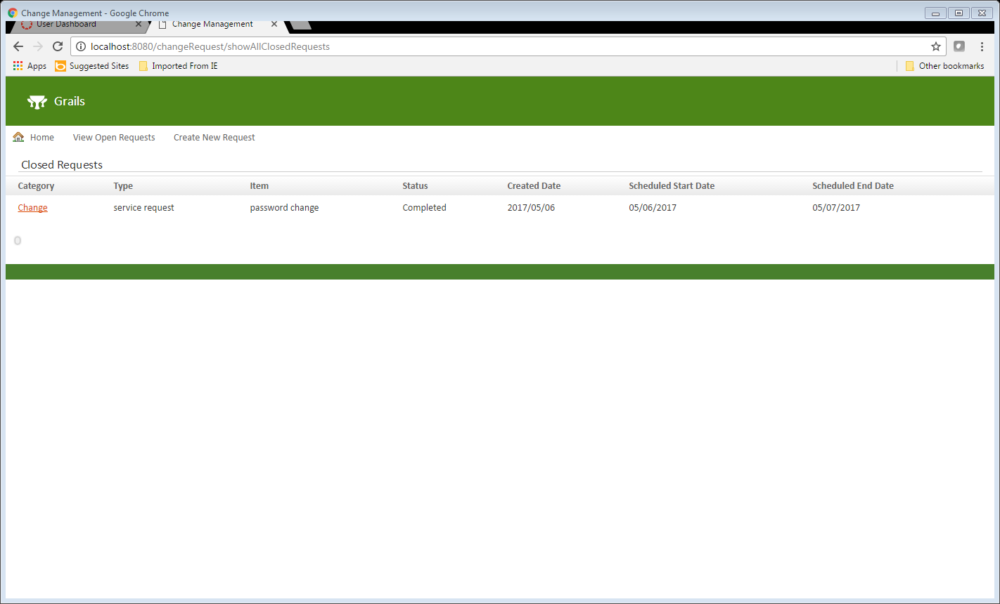 Change Management - Google Chrome
User Dashboard
Change Management
localhost:8080/changeRequest/showAllClosedRequests
Apps Suggested Sites Imported From IE Other bookmarks
Grails
Home View Open Requests Create New Request
Closed Requests
Category Type Item Status Created Date Scheduled Start Date Scheduled End Date
Change service request password change Completed 2017/05/06 05/06/2017 05/07/2017